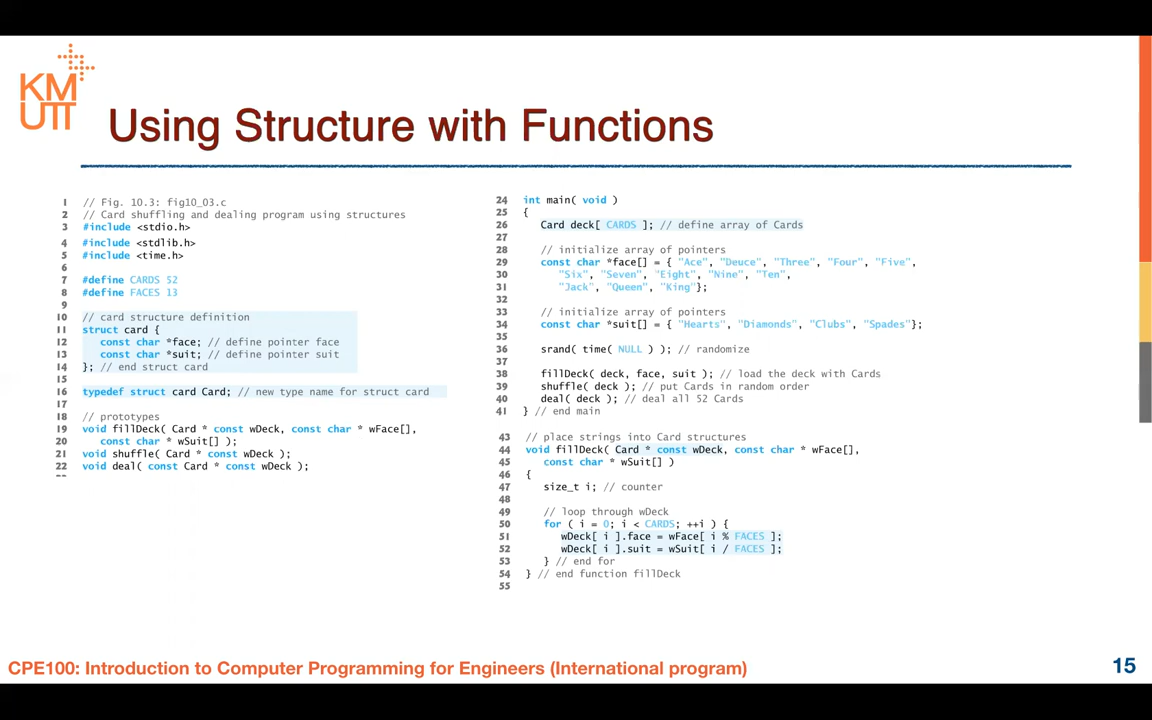 KM
UTT
Using Structure with Functions
1 // Fig. 10.3: fig10_03.c
2 // Card shuffling and dealing program using structures
3 #include <stdio.h>
4 #include <stdlib.h>
5 #include <time.h>
6
7 #define CARDS 52
8 #define FACES 13
9
10 // card structure definition
11 struct card {
12 const char *face; // define pointer face
13 const char *suit; // define pointer suit
14 }; // end struct card
15
16 typedef struct card Card; // new type name for struct card
17
18 // prototypes
19 void fillDeck( Card * const wDeck, const char * wFace[],
20 const char * wSuit[] );
21 void shuffle( Card * const wDeck );
22 void deal( const Card * const wDeck );
24 int main( void )
25 {
26 Card deck[ CARDS ]; // define array of Cards
27
28 // initialize array of pointers
29 const char *face[] = { "Ace", "Deuce", "Three", "Four", "Five",
30 "Six", "Seven", "Eight", "Nine", "Ten",
31 "Jack", "Queen", "King"};
32
33 // initialize array of pointers
34 const char *suit[] = { "Hearts", "Diamonds", "Clubs", "Spades"};
35
36 srand( time( NULL ) ); // randomize
37
38 fillDeck( deck, face, suit ); // load the deck with Cards
39 shuffle( deck ); // put Cards in random order
40 deal( deck ); // deal all 52 Cards
41 } // end main
43 // place strings into Card structures
44 void fillDeck( Card * const wDeck, const char * wFace[],
45 const char * wSuit[] )
46 {
47 size_t i; // counter
48
49 // loop through wDeck
50 for ( i = 0; i < CARDS; ++i ) {
51 wDeck[ i ].face = wFace[ i % FACES ];
52 wDeck[ i ].suit = wSuit[ i / FACES ];
53 } // end for
54 } // end function fillDeck
55
CPE100: Introduction to Computer Programming for Engineers (International program)
15